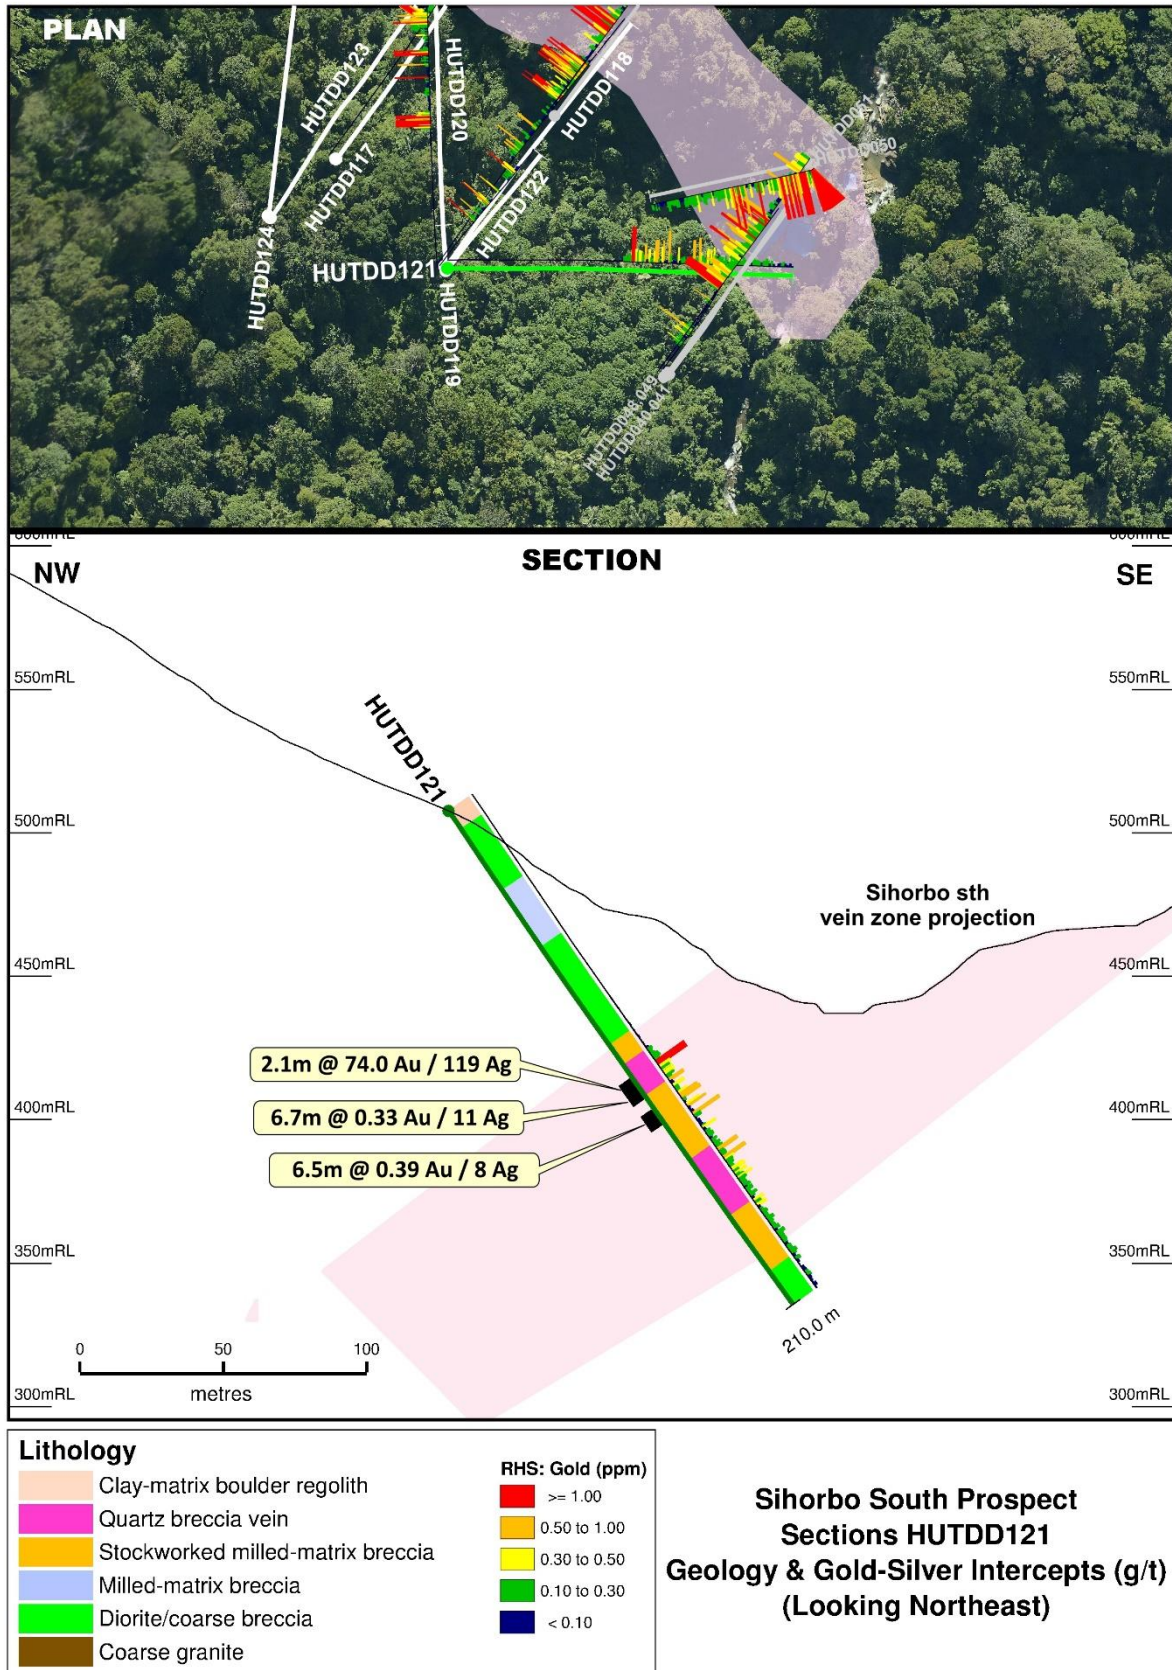 PLAN
HUTDD123
HUTDD120
HUTDD118
HUTDD117
HUTDD122
HUTDD051
HUTDD050
HUTDD124
HUTDD121
HUTDD119
SECTION
NW
SE
550mRL
550mRL
HUTDD121
500mRL
500mRL
Sihorbo sth
vein zone projection
450mRL
450mRL
2.1m @ 74.0 Au / 119 Ag
6.7m @ 0.33 Au / 11 Ag
6.5m @ 0.39 Au / 8 Ag
400mRL
400mRL
350mRL
350mRL
210.0 m
0
50
100
metres
300mRL
300mRL
Lithology
Clay-matrix boulder regolith
Quartz breccia vein
Stockworked milled-matrix breccia
Milled-matrix breccia
Diorite/coarse breccia
Coarse granite
RHS: Gold (ppm)
>= 1.00
0.50 to 1.00
0.30 to 0.50
0.10 to 0.30
< 0.10
Sihorbo South Prospect
Sections HUTDD121
Geology & Gold-Silver Intercepts (g/t)
(Looking Northeast)